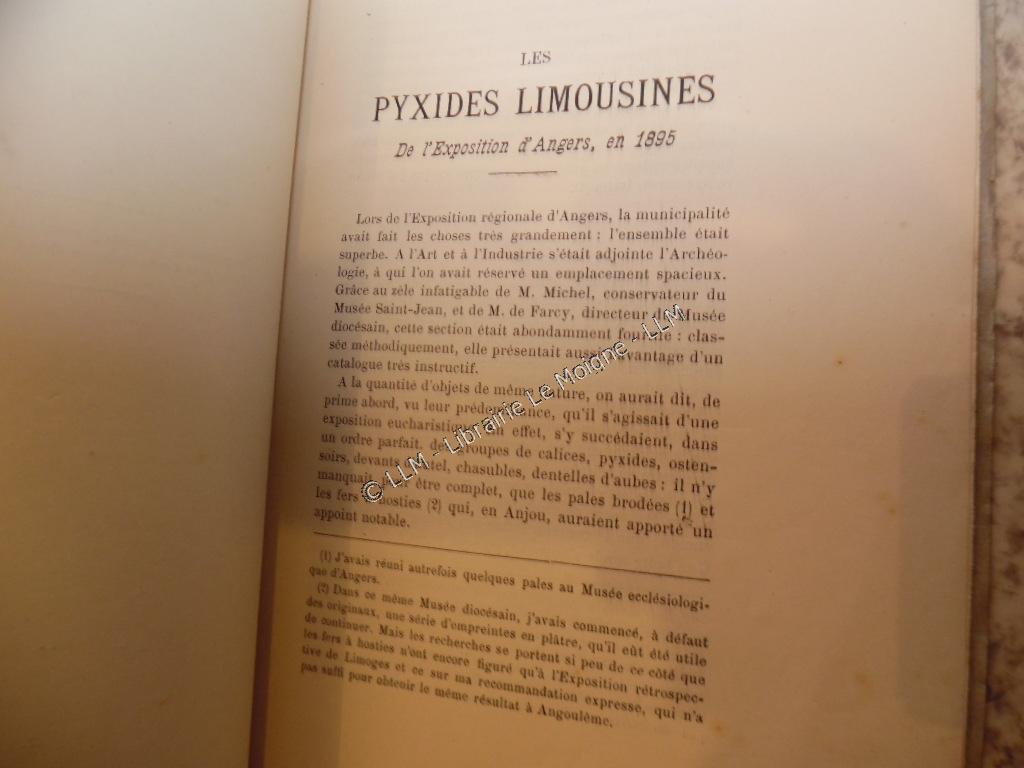 LES
PYXIDES LIMOUSINES
De l'Exposition d'Angers, en 1895
Lors de l'Exposition régionale d'Angers, la municipalité
avait fait les choses très grandement : l'ensemble était
superbe. A l'Art et à l'Industrie s'était adjointe l'Archéo-
logie, à qui l'on avait réservé un emplacement spacieux.
Grâce au zèle infatigable de M. Michel, conservateur du
Musée Saint-Jean, et de M. de Farcy, directeur du Musée
diocésain, cette section était abondamment fournie : clas-
sée méthodiquement, elle présentait aussi l'avantage d'un
catalogue très instructif.
A la quantité d'objets de même nature, on aurait dit, de
prime abord, vu leur prédominance, qu'il s'agissait d'une
exposition eucharistique. En effet, s'y succédaient, dans
un ordre parfait, des groupes de calices, pyxides, osten-
soirs, devants d'autel, chasubles, dentelles d'aubes : il n'y
manquait, pour être complet, que les pales brodées (1) et
les fers à hosties (2) qui, en Anjou, auraient apporté un
appoint notable.
(1) J'avais réuni autrefois quelques pales au Musée ecclésiologi-
que d'Angers.
(2) Dans ce même Musée diocésain, j'avais commencé, à défaut
des originaux, une série d'empreintes en plâtre, qu'il eût été utile
de continuer. Mais les recherches se portent si peu de ce côté que
les fers à hosties n'ont encore figuré qu'à l'Exposition rétrospec-
tive de Limoges et ce sur ma recommandation expresse, qui n'a
pas suffi pour obtenir le même résultat à Angoulême.
© LLM - Librairie Le Moigne - LLM